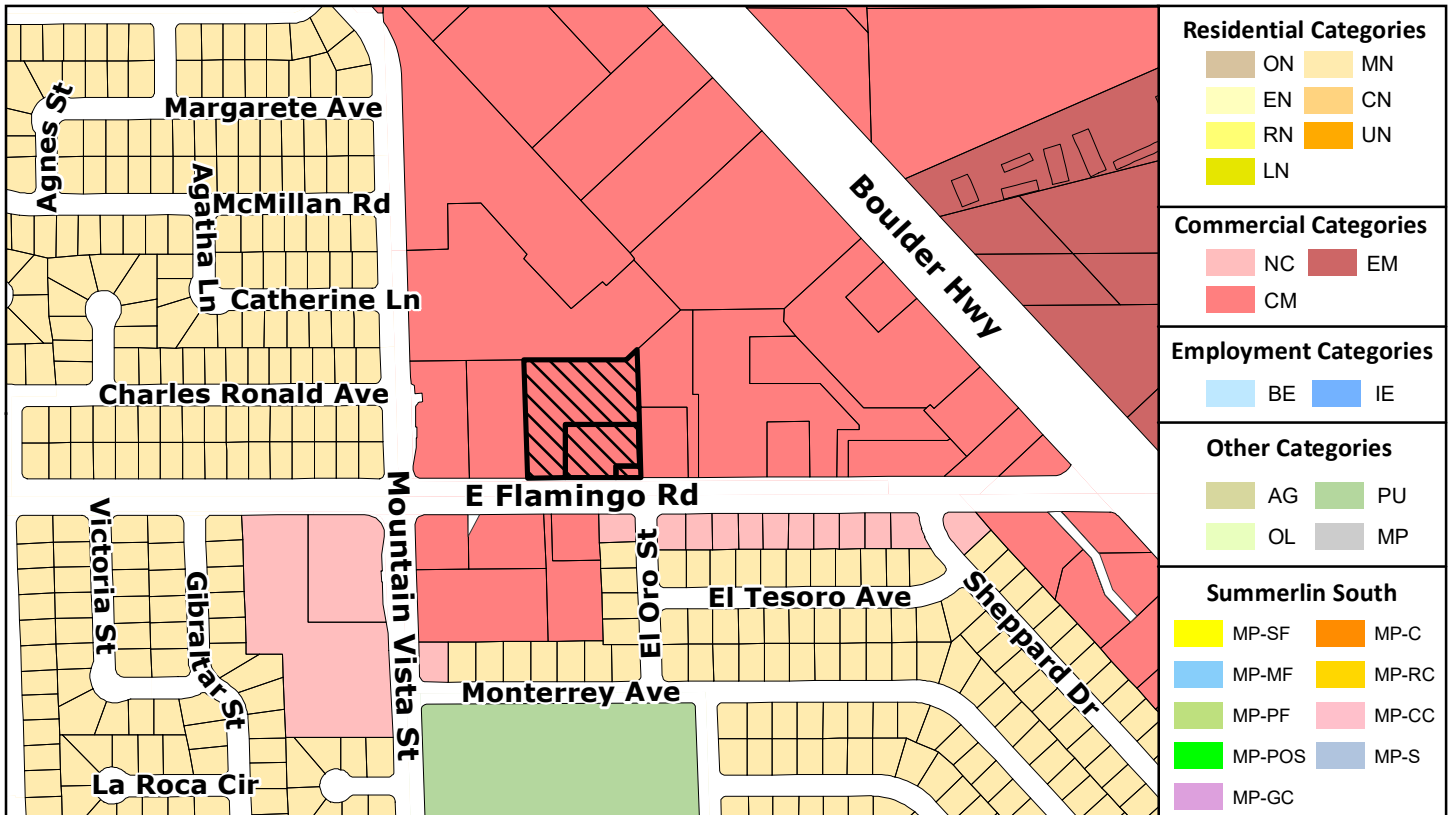 Margarete Ave
Agnes St
Agatha Ln
McMillan Rd
Catherine Ln
Charles Ronald Ave
Boulder Hwy
E Flamingo Rd
Mountain Vista St
Victoria St
Gibraltar St
El Oro St
El Tesoro Ave
Sheppard Dr
Monterrey Ave
La Roca Cir
Residential Categories
ON MN
EN CN
RN UN
LN
Commercial Categories
NC EM
CM
Employment Categories
BE IE
Other Categories
AG PU
OL MP
Summerlin South
MP-SF MP-C
MP-MF MP-RC
MP-PF MP-CC
MP-POS MP-S
MP-GC